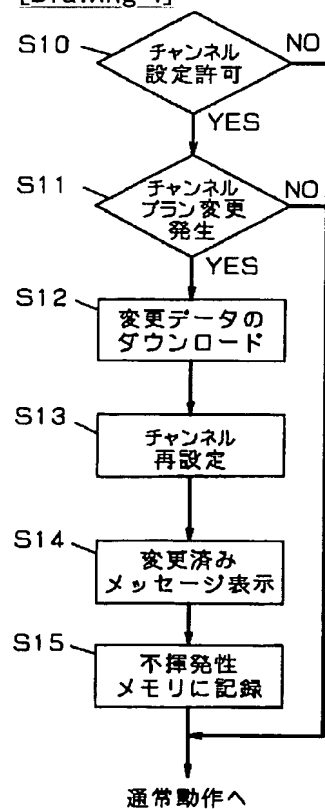 [Drawing 4]
S10
チャンネル
設定許可
NO
YES
S11
チャンネル
プラン変更
発生
NO
YES
S12
変更データの
ダウンロード
S13
チャンネル
再設定
S14
変更済み
メッセージ表示
S15
不揮発性
メモリに記録
通常動作へ